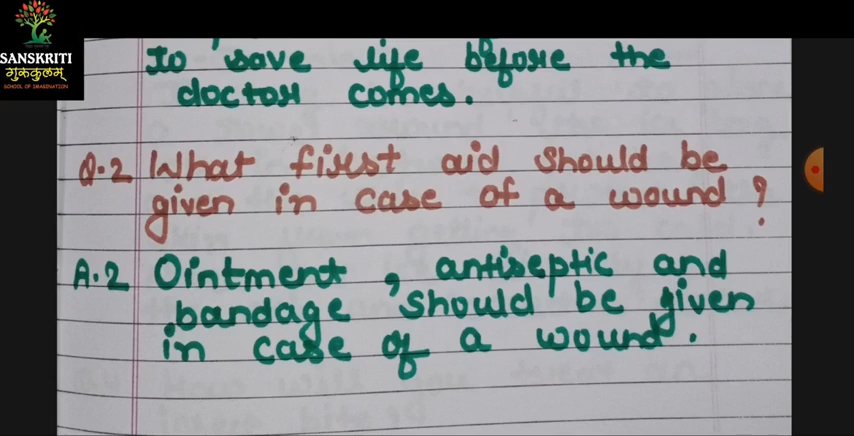 SANSKRITI
गुरुकुलम्
SCHOOL OF IMAGINATION
to save life before the
doctor comes.
Q.2 What first aid should be
given in case of a wound ?
A.2 Ointment , antiseptic and
bandage should be given
in case of a wound.